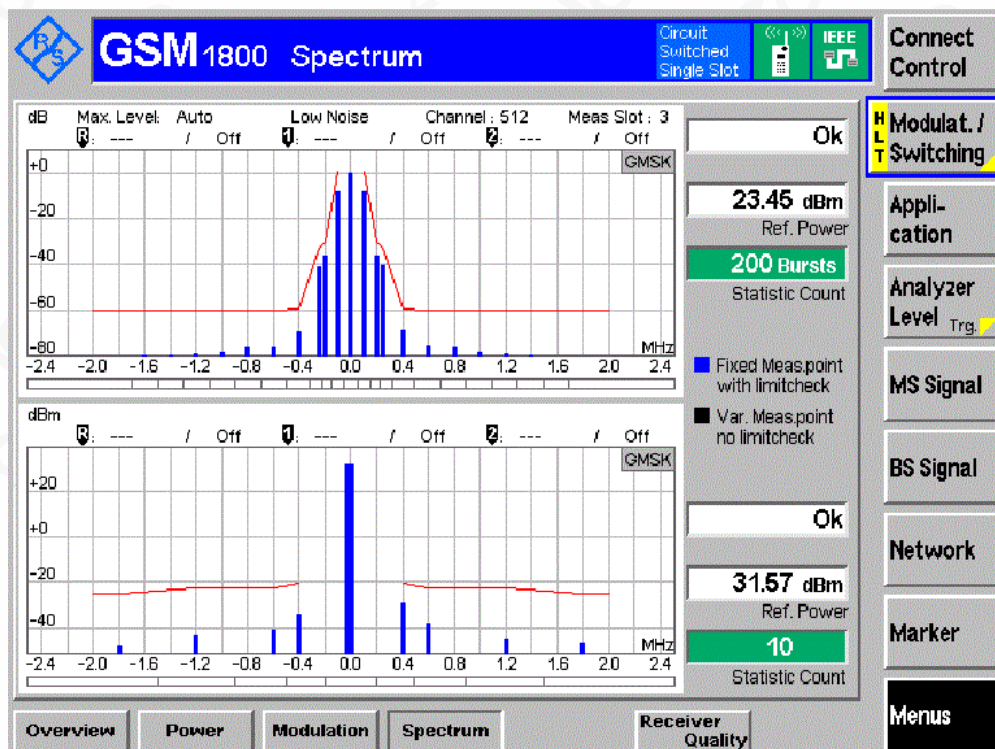 R/S
GSM 1800 Spectrum
Circuit Switched Single Slot
IEEE
Connect Control
dB Max. Level: Auto Low Noise Channel : 512 Meas Slot : 3
R : --- / Off 1 : --- / Off 2 : --- / Off
GMSK
+0
-20
-40
-60
-80
MHz
-2.4 -2.0 -1.6 -1.2 -0.8 -0.4 0.0 0.4 0.8 1.2 1.6 2.0 2.4
Ok
23.45 dBm
Ref. Power
200 Bursts
Statistic Count
Fixed Meas.point
with limitcheck
Var. Meas.point
no limitcheck
dBm
R : --- / Off 1 : --- / Off 2 : --- / Off
GMSK
+20
+0
-20
-40
MHz
-2.4 -2.0 -1.6 -1.2 -0.8 -0.4 0.0 0.4 0.8 1.2 1.6 2.0 2.4
Ok
31.57 dBm
Ref. Power
10
Statistic Count
HLT
Modulat. /
Switching
Appli-
cation
Analyzer
Level Trg.
MS Signal
BS Signal
Network
Marker
Menus
Overview Power Modulation Spectrum Receiver Quality